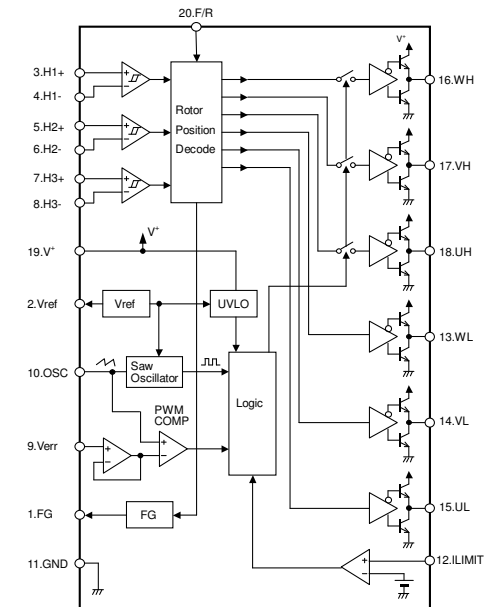 20.F/R
V+
3.H1+
4.H1-
5.H2+
6.H2-
7.H3+
8.H3-
Rotor
Position
Decode
16.WH
17.VH
18.UH
19.V+
V+
2.Vref
Vref
UVLO
10.OSC
Saw
Oscillator
Logic
13.WL
PWM
COMP
9.Verr
14.VL
1.FG
FG
15.UL
11.GND
12.ILIMIT